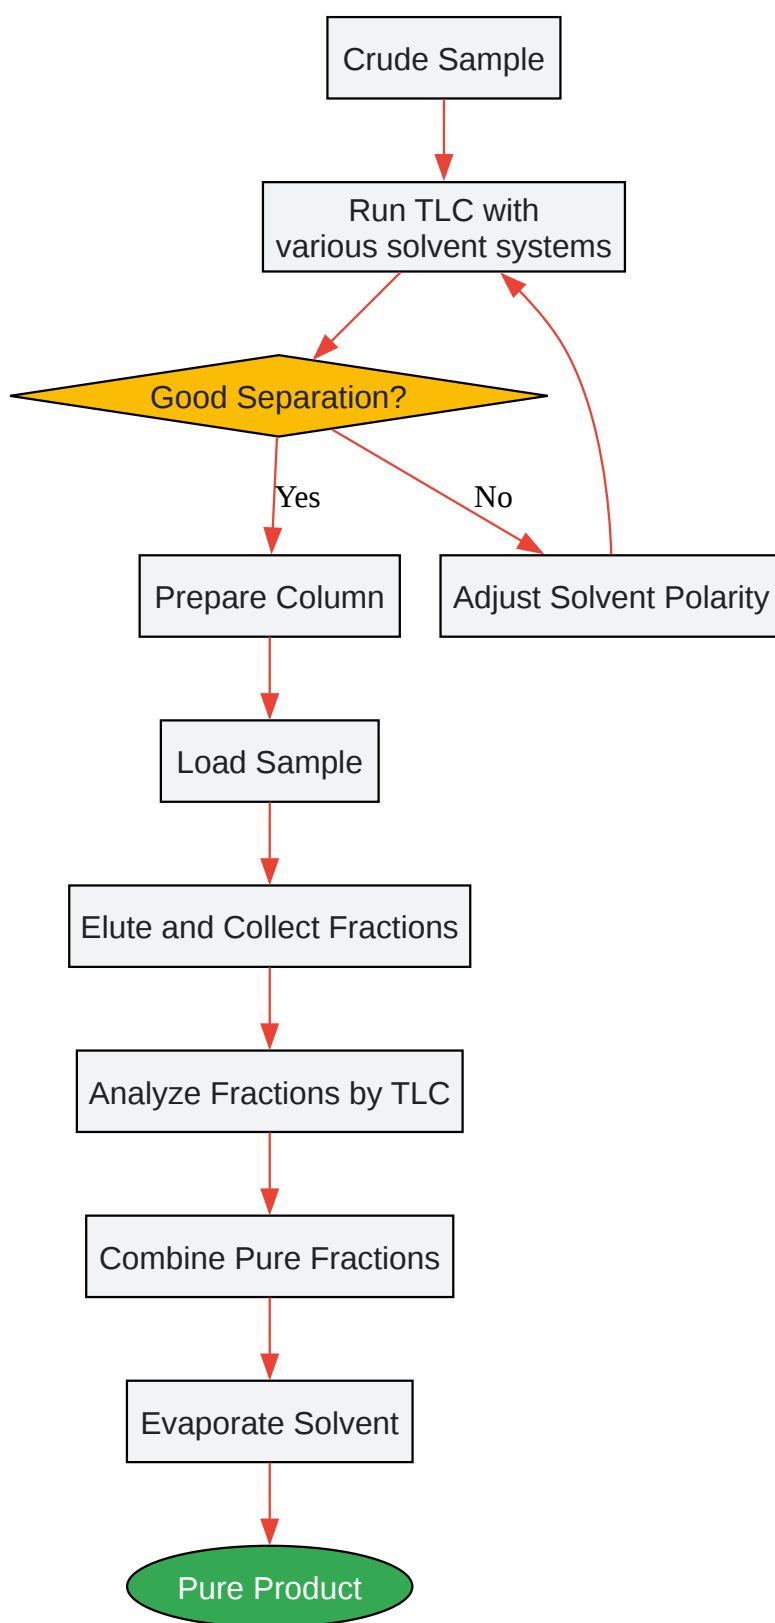 Crude Sample
Run TLC with
various solvent systems
Good Separation?
Yes
No
Prepare Column
Adjust Solvent Polarity
Load Sample
Elute and Collect Fractions
Analyze Fractions by TLC
Combine Pure Fractions
Evaporate Solvent
Pure Product